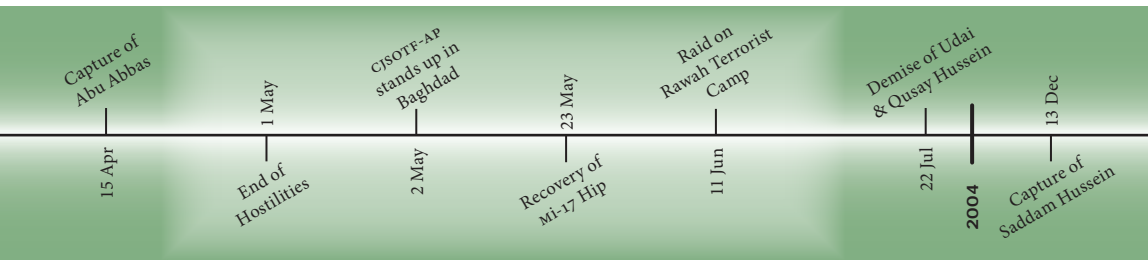 Capture of
Abu Abbas
15 Apr
1 May
End of
Hostilities
CJSOTF-AP
stands up in
Baghdad
2 May
23 May
Recovery of
Mi-17 Hip
Raid on
Rawah Terrorist
Camp
11 Jun
Demise of Udai
& Qusay Hussein
22 Jul
2004
13 Dec
Capture of
Saddam Hussein